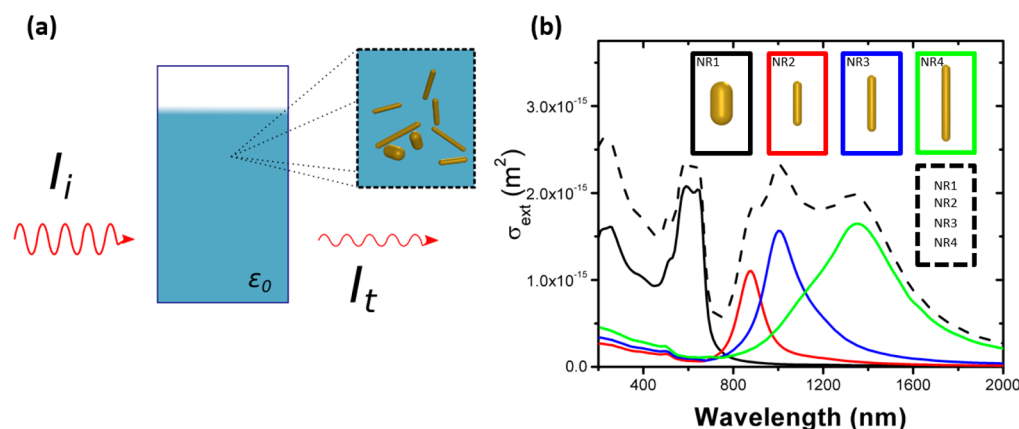 (a)
I_i
I_t
ε_0
(b)
σ_ext (m²)
3.0x10⁻¹⁵
2.0x10⁻¹⁵
1.0x10⁻¹⁵
0.0
NR1
NR2
NR3
NR4
NR1
NR2
NR3
NR4
400
800
1200
1600
2000
Wavelength (nm)